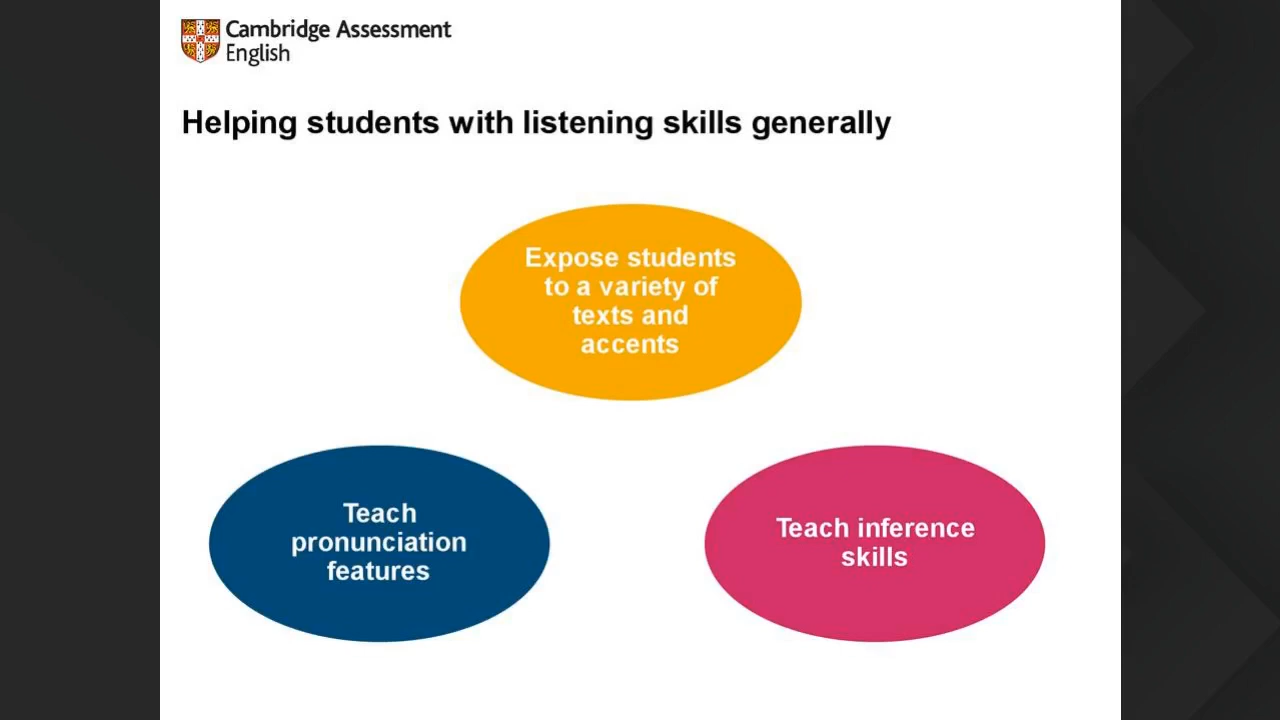 Cambridge Assessment
English
Helping students with listening skills generally
Expose students
to a variety of
texts and
accents
Teach
pronunciation
features
Teach inference
skills